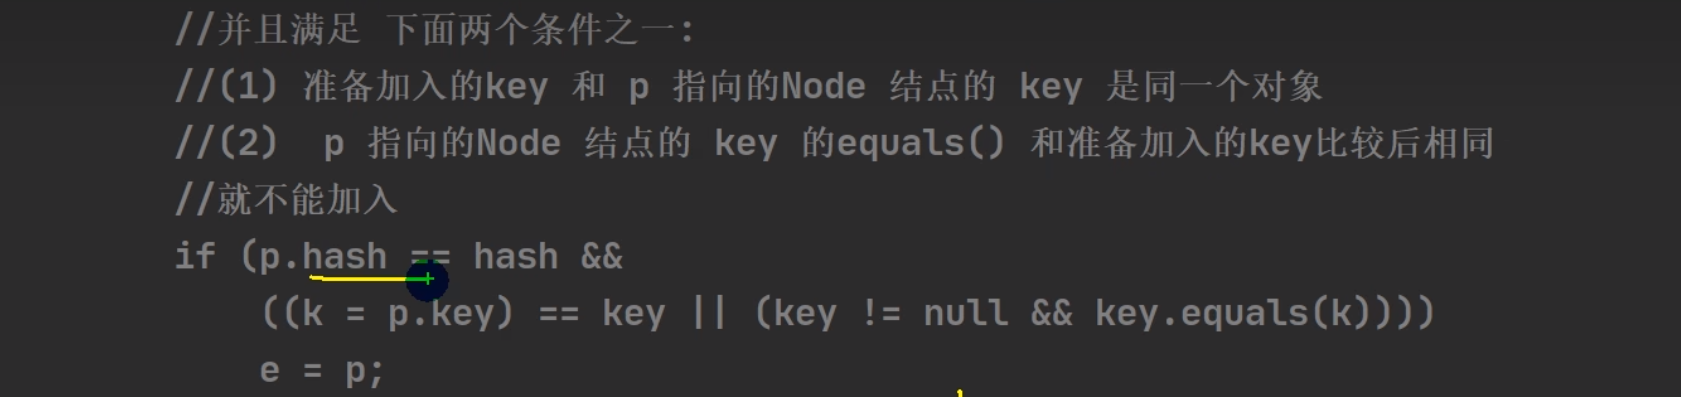 //并且满足 下面两个条件之一:
//(1) 准备加入的key 和 p 指向的Node 结点的 key 是同一个对象
//(2)  p 指向的Node 结点的 key 的equals() 和准备加入的key比较后相同
//就不能加入
if (p.hash == hash &&
    ((k = p.key) == key || (key != null && key.equals(k))))
    e = p;